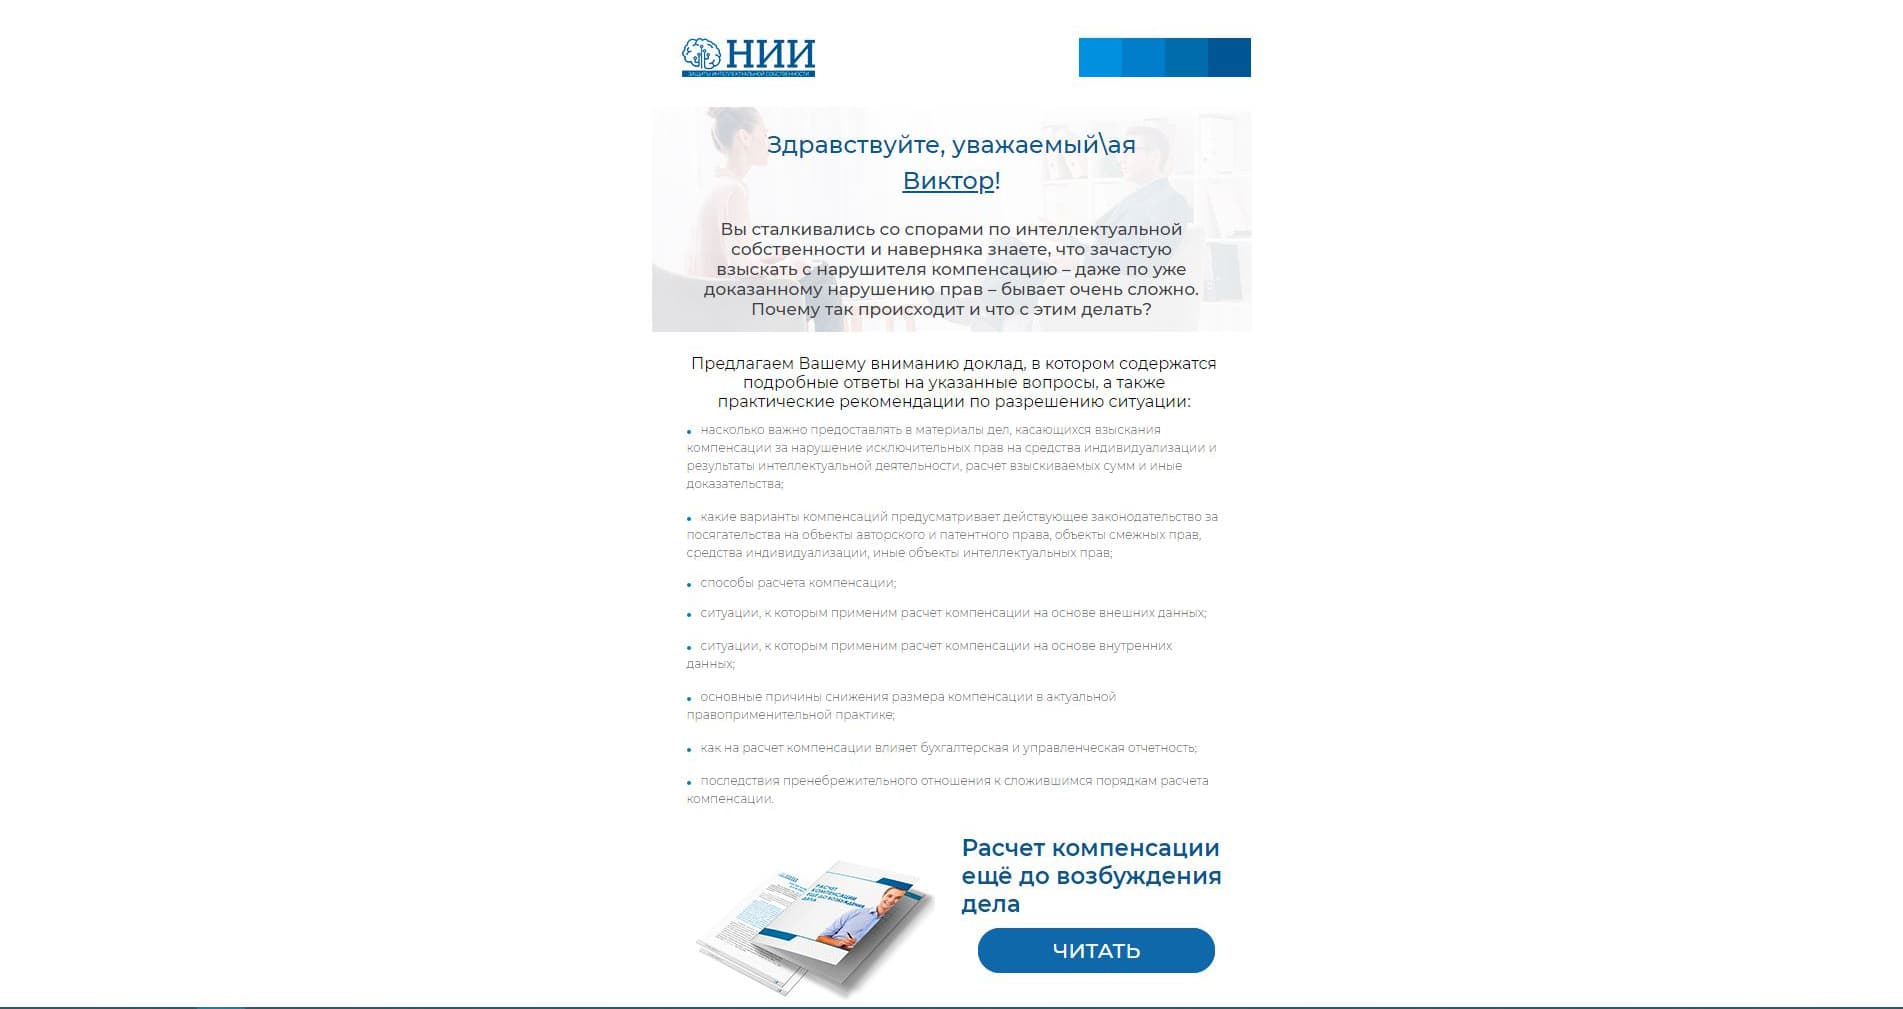 НИИ
ЗАЩИТЫ ИНТЕЛЛЕКТУАЛЬНОЙ СОБСТВЕННОСТИ
Здравствуйте, уважаемый\ая
Виктор!
Вы сталкивались со спорами по интеллектуальной
собственности и наверняка знаете, что зачастую
взыскать с нарушителя компенсацию – даже по уже
доказанному нарушению прав – бывает очень сложно.
Почему так происходит и что с этим делать?
Предлагаем Вашему вниманию доклад, в котором содержатся
подробные ответы на указанные вопросы, а также
практические рекомендации по разрешению ситуации:
• насколько важно предоставлять в материалы дел, касающихся взыскания
компенсации за нарушение исключительных прав на средства индивидуализации и
результаты интеллектуальной деятельности, расчет взыскиваемых сумм и иные
доказательства;
• какие варианты компенсаций предусматривает действующее законодательство за
посягательства на объекты авторского и патентного права, объекты смежных прав,
средства индивидуализации, иные объекты интеллектуальных прав;
• способы расчета компенсации;
• ситуации, к которым применим расчет компенсации на основе внешних данных;
• ситуации, к которым применим расчет компенсации на основе внутренних
данных;
• основные причины снижения размера компенсации в актуальной
правоприменительной практике;
• как на расчет компенсации влияет бухгалтерская и управленческая отчетность;
• последствия пренебрежительного отношения к сложившимся порядкам расчета
компенсации.
РАСЧЕТ
КОМПЕНСАЦИИ
ЕЩЁ ДО ВОЗБУЖДЕНИЯ
ДЕЛА
Расчет компенсации
ещё до возбуждения
дела
ЧИТАТЬ